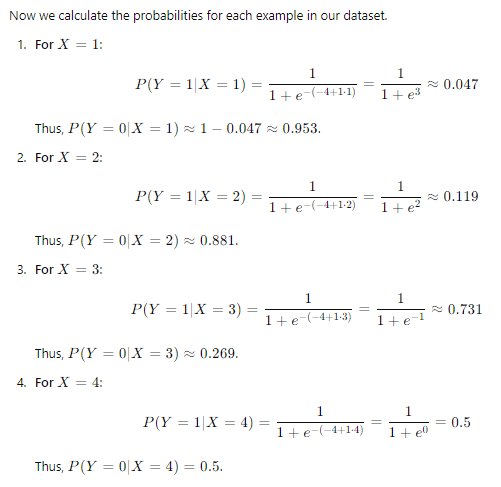 Now we calculate the probabilities for each example in our dataset.
1. For X = 1:
P(Y = 1|X = 1) = 1 / (1 + e^{-(-4+1·1)}) = 1 / (1 + e^3) ≈ 0.047
Thus, P(Y = 0|X = 1) ≈ 1 − 0.047 ≈ 0.953.
2. For X = 2:
P(Y = 1|X = 2) = 1 / (1 + e^{-(-4+1·2)}) = 1 / (1 + e^2) ≈ 0.119
Thus, P(Y = 0|X = 2) ≈ 0.881.
3. For X = 3:
P(Y = 1|X = 3) = 1 / (1 + e^{-(-4+1·3)}) = 1 / (1 + e^{-1}) ≈ 0.731
Thus, P(Y = 0|X = 3) ≈ 0.269.
4. For X = 4:
P(Y = 1|X = 4) = 1 / (1 + e^{-(-4+1·4)}) = 1 / (1 + e^0) = 0.5
Thus, P(Y = 0|X = 4) = 0.5.